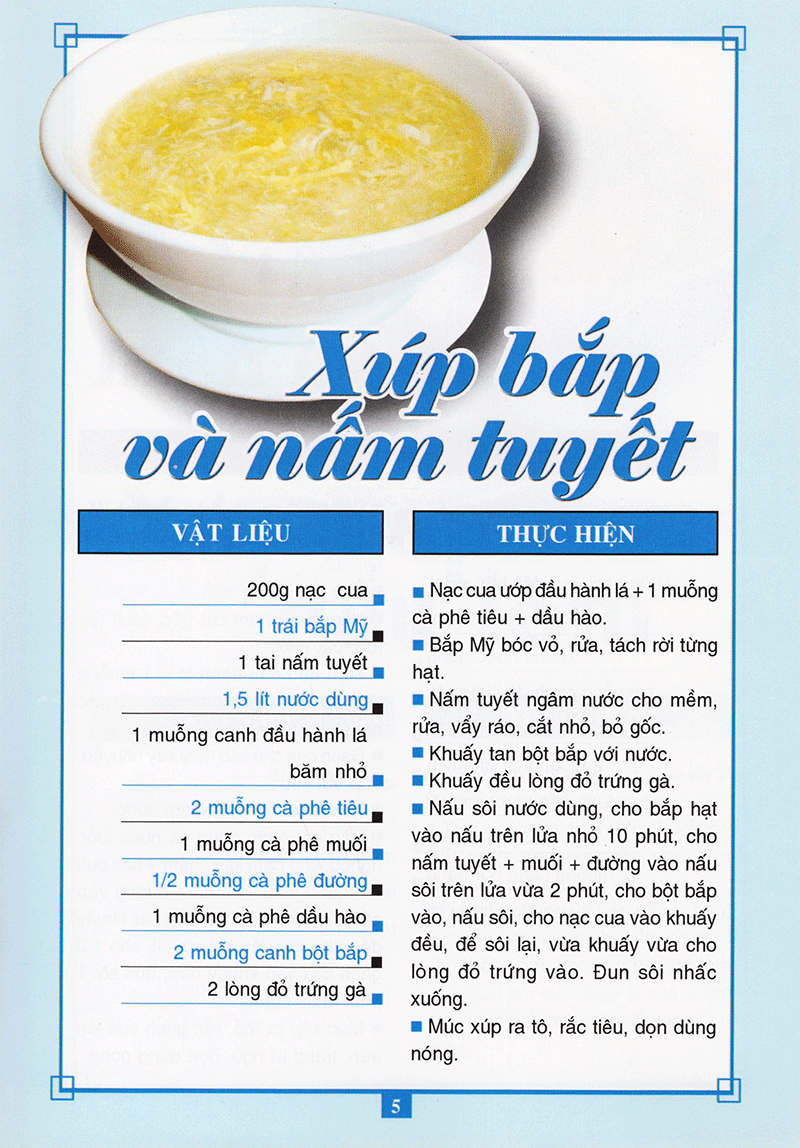 Xúp bắp
và nấm tuyết
VẬT LIỆU
200g nạc cua
1 trái bắp Mỹ
1 tai nấm tuyết
1,5 lít nước dùng
1 muỗng canh đầu hành lá
băm nhỏ
2 muỗng cà phê tiêu
1 muỗng cà phê muối
1/2 muỗng cà phê đường
1 muỗng cà phê dầu hào
2 muỗng canh bột bắp
2 lòng đỏ trứng gà
THỰC HIỆN
Nạc cua ướp đầu hành lá + 1 muỗng
cà phê tiêu + dầu hào.
Bắp Mỹ bóc vỏ, rửa, tách rời từng
hạt.
Nấm tuyết ngâm nước cho mềm,
rửa, vẩy ráo, cắt nhỏ, bỏ gốc.
Khuấy tan bột bắp với nước.
Khuấy đều lòng đỏ trứng gà.
Nấu sôi nước dùng, cho bắp hạt
vào nấu trên lửa nhỏ 10 phút, cho
nấm tuyết + muối + đường vào nấu
sôi trên lửa vừa 2 phút, cho bột bắp
vào, nấu sôi, cho nạc cua vào khuấy
đều, để sôi lại, vừa khuấy vừa cho
lòng đỏ trứng vào. Đun sôi nhấc
xuống.
Múc xúp ra tô, rắc tiêu, dọn dùng
nóng.
5